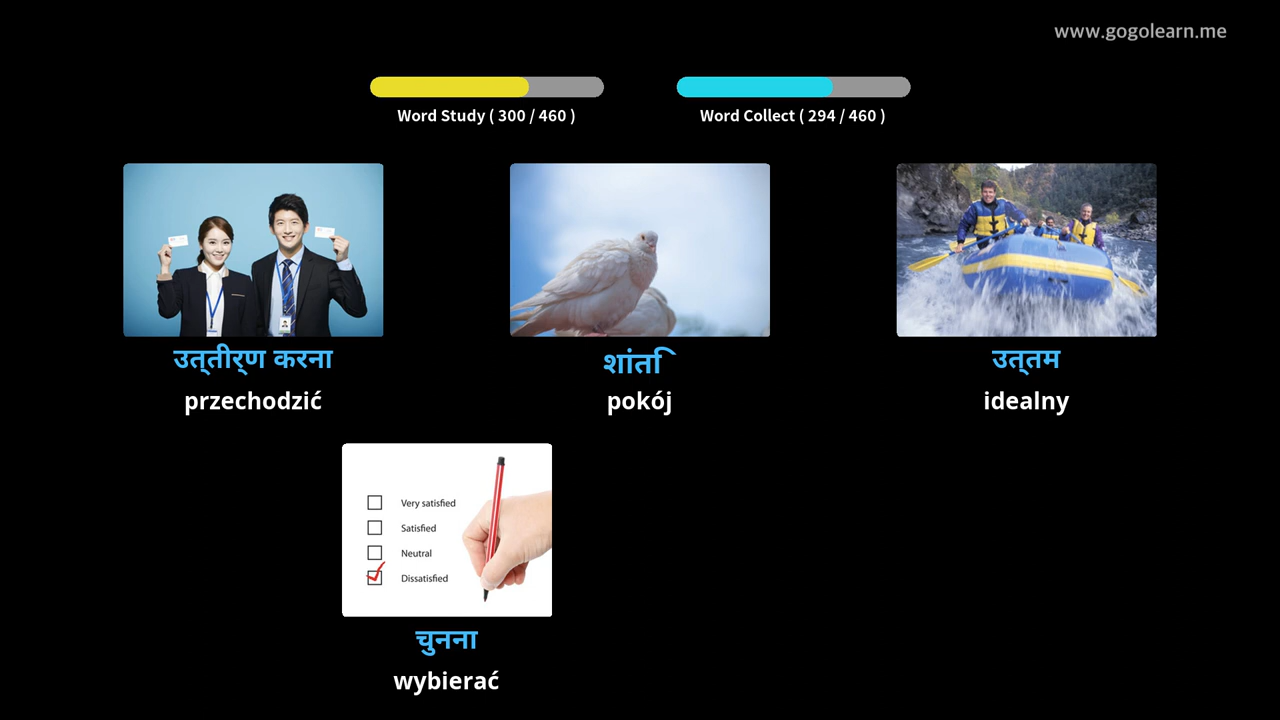 www.gogolearn.me
Word Study ( 300 / 460 )
Word Collect ( 294 / 460 )
उत्तीर्ण करना
przechodzić
शांति
pokój
उत्तम
idealny
Very satisfied
Satisfied
Neutral
Dissatisfied
चुनना
wybierać